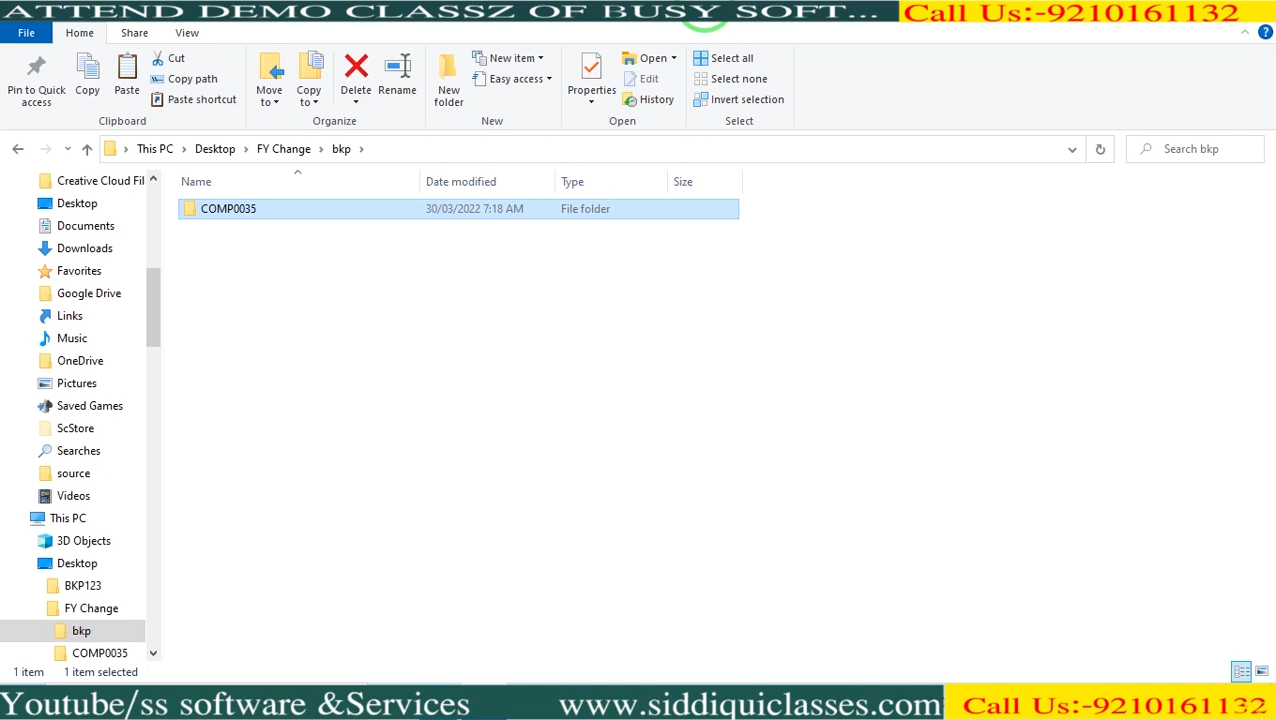 ATTEND DEMO CLASSZ OF BUSY SOFT... Call Us:-9210161132
File Home Share View
Pin to Quick access
Copy
Paste
Cut
Copy path
Paste shortcut
Move to
Copy to
Delete
Rename
New folder
New item
Easy access
Properties
Open
Edit
History
Select all
Select none
Invert selection
Clipboard Organize New Open Select
This PC Desktop FY Change bkp
Search bkp
Name Date modified Type Size
COMP0035 30/03/2022 7:18 AM File folder
Creative Cloud Fil
Desktop
Documents
Downloads
Favorites
Google Drive
Links
Music
OneDrive
Pictures
Saved Games
ScStore
Searches
source
Videos
This PC
3D Objects
Desktop
BKP123
FY Change
bkp
COMP0035
1 item 1 item selected
Youtube/ss software &Services www.siddiquiclasses.com Call Us:-9210161132